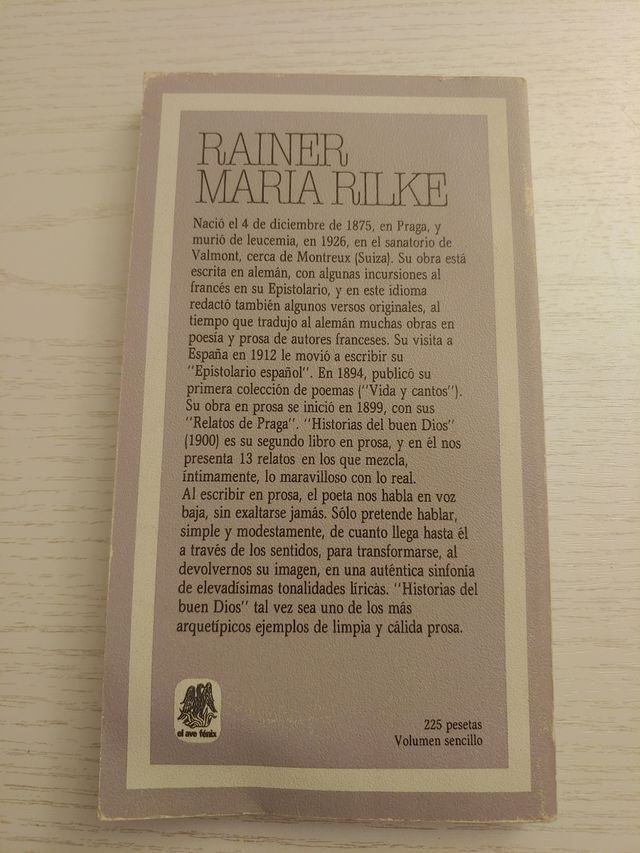 RAINER
MARIA RILKE
Nació el 4 de diciembre de 1875, en Praga, y
murió de leucemia, en 1926, en el sanatorio de
Valmont, cerca de Montreux (Suiza). Su obra está
escrita en alemán, con algunas incursiones al
francés en su Epistolario, y en este idioma
redactó también algunos versos originales, al
tiempo que tradujo al alemán muchas obras en
poesía y prosa de autores franceses. Su visita a
España en 1912 le movió a escribir su
"Epistolario español". En 1894, publicó su
primera colección de poemas ("Vida y cantos").
Su obra en prosa se inició en 1899, con sus
"Relatos de Praga". "Historias del buen Dios"
(1900) es su segundo libro en prosa, y en él nos
presenta 13 relatos en los que mezcla,
íntimamente, lo maravilloso con lo real.
Al escribir en prosa, el poeta nos habla en voz
baja, sin exaltarse jamás. Sólo pretende hablar,
simple y modestamente, de cuanto llega hasta él
a través de los sentidos, para transformarse, al
devolvernos su imagen, en una auténtica sinfonía
de elevadísimas tonalidades líricas. "Historias del
buen Dios" tal vez sea uno de los más
arquetípicos ejemplos de limpia y cálida prosa.
el ave fénix
225 pesetas
Volumen sencillo